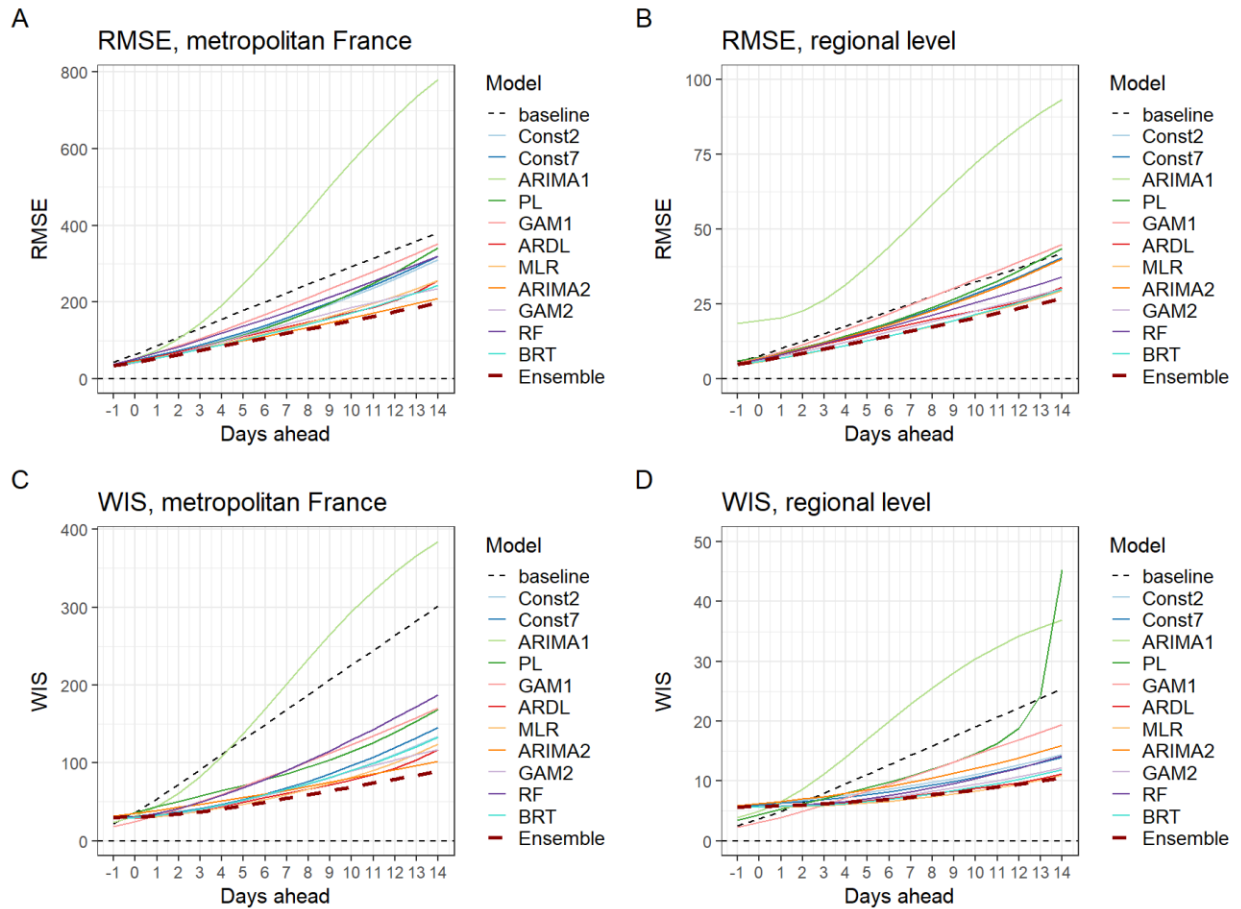 A
RMSE, metropolitan France
800
600
400
200
0
RMSE
-1 0 1 2 3 4 5 6 7 8 9 10 11 12 13 14
Days ahead
Model
baseline
Const2
Const7
ARIMA1
PL
GAM1
ARDL
MLR
ARIMA2
GAM2
RF
BRT
Ensemble
B
RMSE, regional level
100
75
50
25
0
RMSE
-1 0 1 2 3 4 5 6 7 8 9 10 11 12 13 14
Days ahead
Model
baseline
Const2
Const7
ARIMA1
PL
GAM1
ARDL
MLR
ARIMA2
GAM2
RF
BRT
Ensemble
C
WIS, metropolitan France
400
300
200
100
0
WIS
-1 0 1 2 3 4 5 6 7 8 9 10 11 12 13 14
Days ahead
Model
baseline
Const2
Const7
ARIMA1
PL
GAM1
ARDL
MLR
ARIMA2
GAM2
RF
BRT
Ensemble
D
WIS, regional level
50
40
30
20
10
0
WIS
-1 0 1 2 3 4 5 6 7 8 9 10 11 12 13 14
Days ahead
Model
baseline
Const2
Const7
ARIMA1
PL
GAM1
ARDL
MLR
ARIMA2
GAM2
RF
BRT
Ensemble